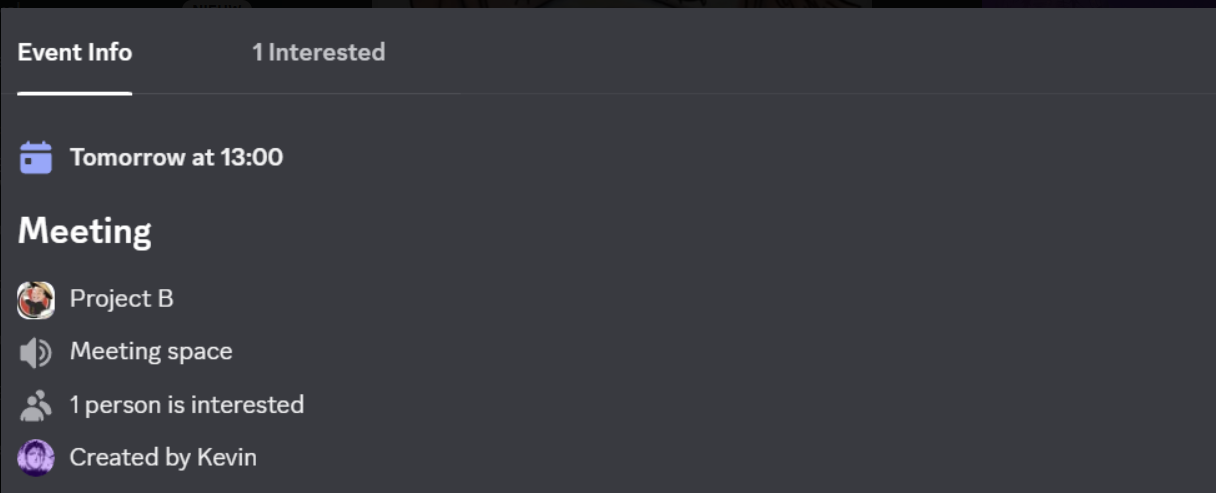 Event Info
1 Interested
Tomorrow at 13:00
Meeting
Project B
Meeting space
1 person is interested
Created by Kevin